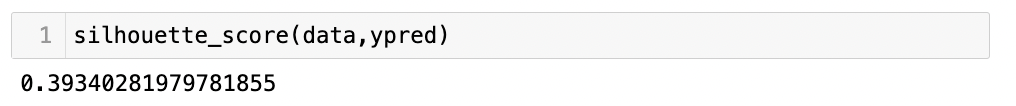 1 silhouette_score(data,ypred)
0.39340281979781855